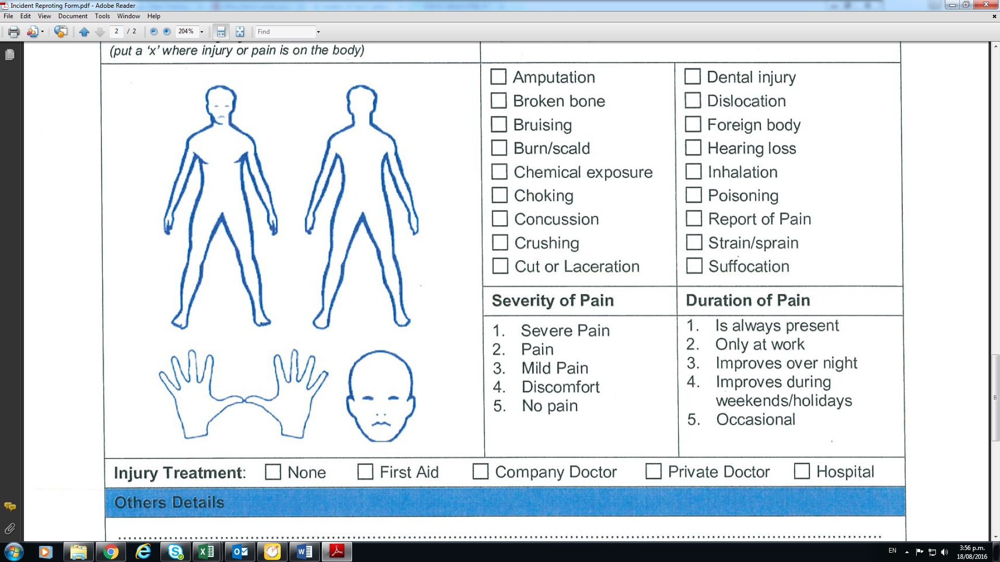 Incident Reproting Form.pdf - Adobe Reader
File Edit View Document Tools Window Help
2 / 2 204% Find
(put a ‘x’ where injury or pain is on the body)
Amputation
Broken bone
Bruising
Burn/scald
Chemical exposure
Choking
Concussion
Crushing
Cut or Laceration
Dental injury
Dislocation
Foreign body
Hearing loss
Inhalation
Poisoning
Report of Pain
Strain/sprain
Suffocation
Severity of Pain
1. Severe Pain
2. Pain
3. Mild Pain
4. Discomfort
5. No pain
Duration of Pain
1. Is always present
2. Only at work
3. Improves over night
4. Improves during
weekends/holidays
5. Occasional
Injury Treatment: None First Aid Company Doctor Private Doctor Hospital
Others Details
EN
3:56 p.m.
18/08/2016